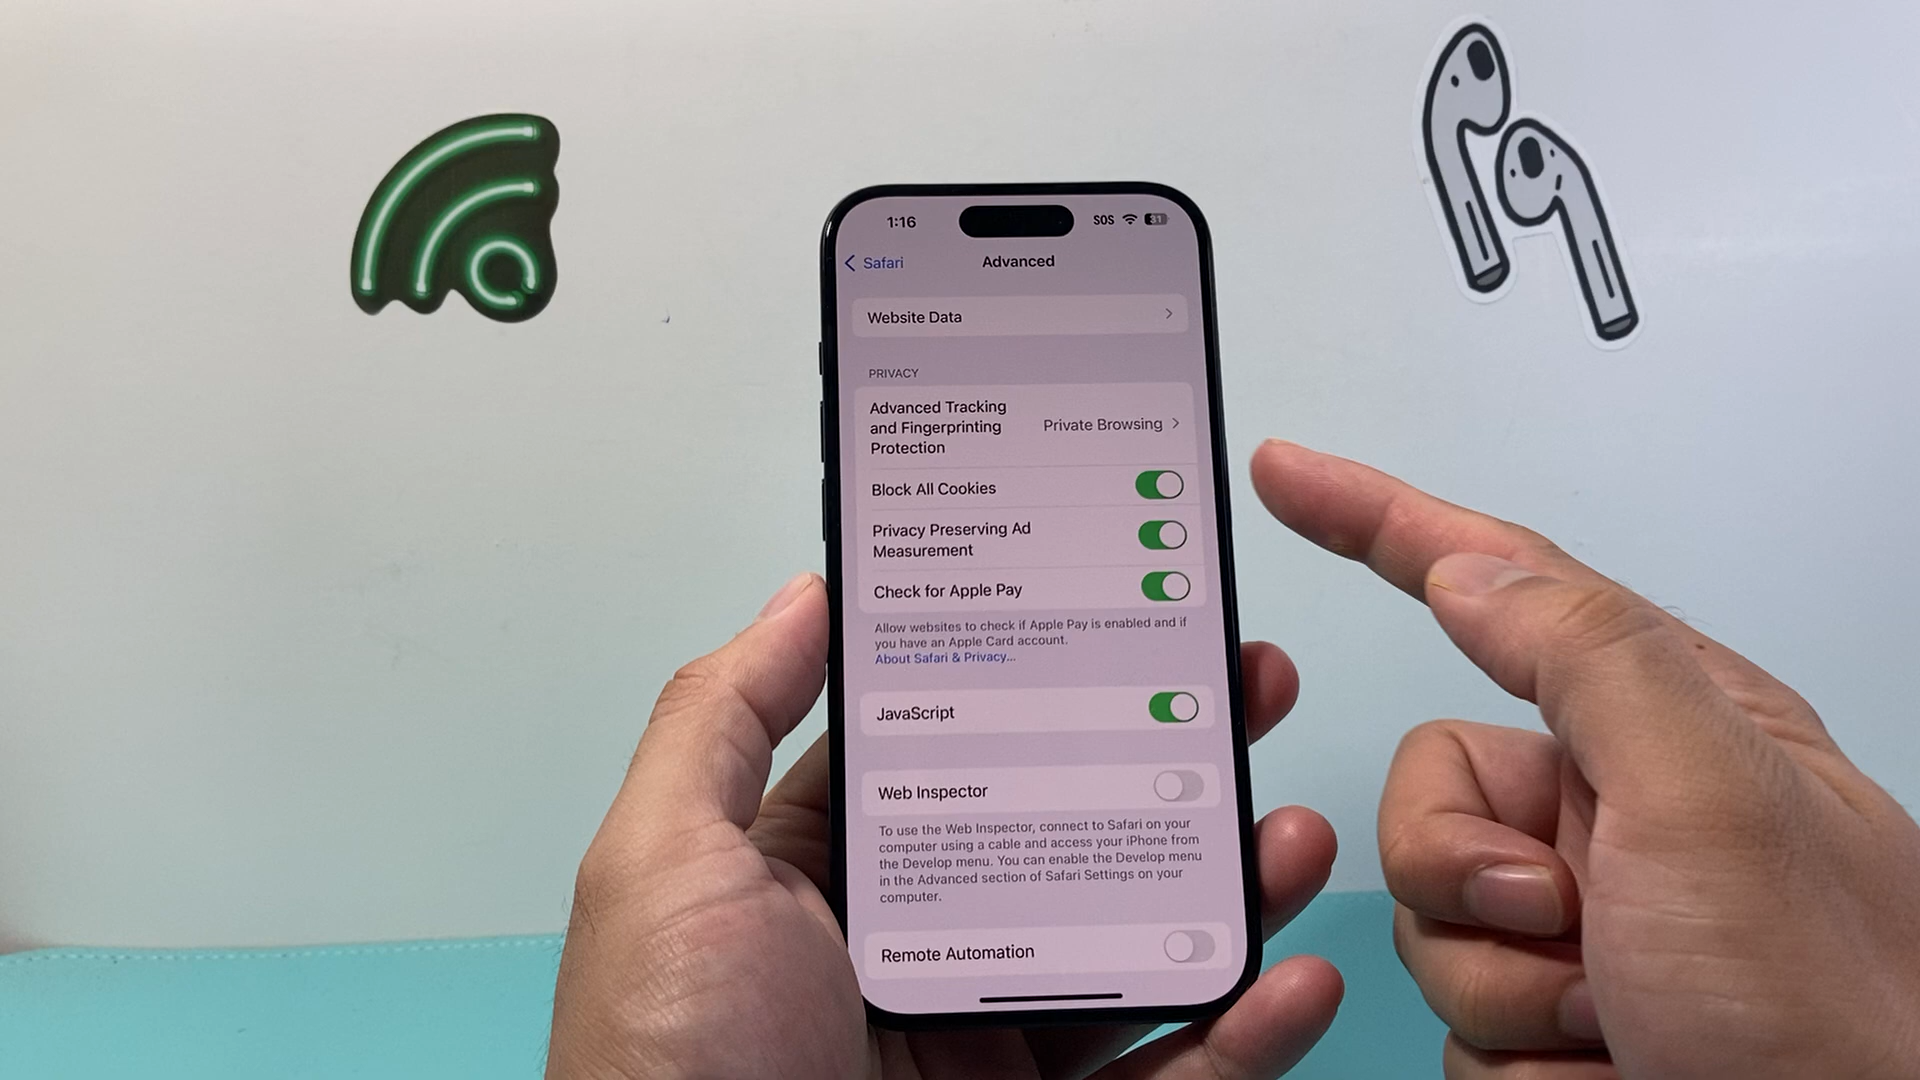 1:16
SOS
31
Safari
Advanced
Website Data
PRIVACY
Advanced Tracking
and Fingerprinting
Protection
Private Browsing
Block All Cookies
Privacy Preserving Ad
Measurement
Check for Apple Pay
Allow websites to check if Apple Pay is enabled and if
you have an Apple Card account.
About Safari & Privacy...
JavaScript
Web Inspector
To use the Web Inspector, connect to Safari on your
computer using a cable and access your iPhone from
the Develop menu. You can enable the Develop menu
in the Advanced section of Safari Settings on your
computer.
Remote Automation